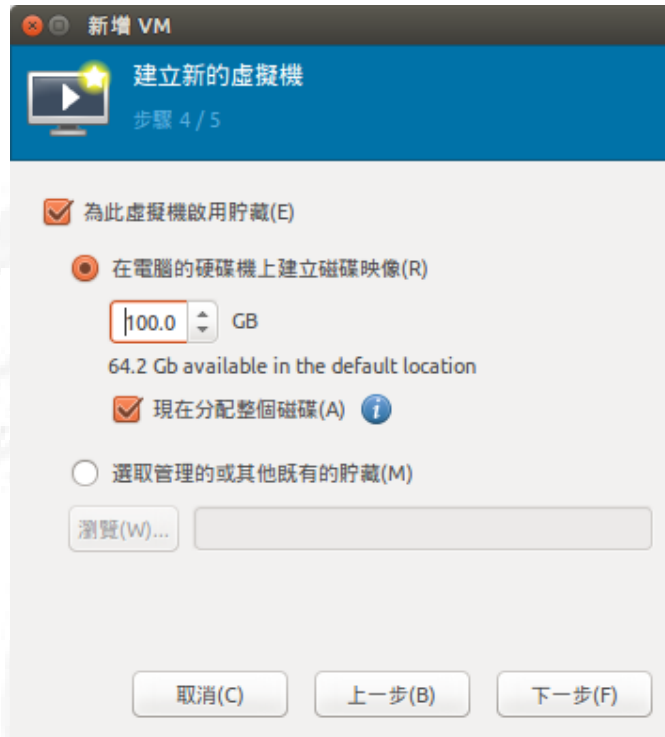 新增 VM
建立新的虛擬機
步驟 4 / 5
為此虛擬機啟用貯藏(E)
在電腦的硬碟機上建立磁碟映像(R)
100.0 GB
64.2 Gb available in the default location
現在分配整個磁碟(A)
選取管理的或其他既有的貯藏(M)
瀏覽(W)...
取消(C) 上一步(B) 下一步(F)